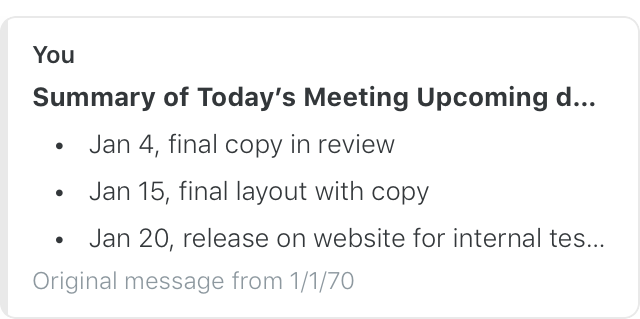 You
Summary of Today’s Meeting Upcoming d...
• Jan 4, final copy in review
• Jan 15, final layout with copy
• Jan 20, release on website for internal tes...
Original message from 1/1/70